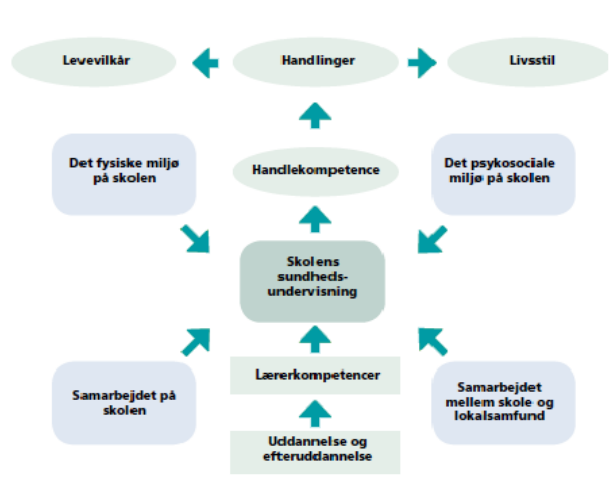 Levevilkår
Handlinger
Livsstil
Det fysiske miljø
på skolen
Handlekompetence
Det psykosociale
miljø på skolen
Skolens
sundheds-
undervisning
Samarbejdet på
skolen
Lærerkompetencer
Samarbejdet
mellem skole og
lokalsamfund
Uddannelse og
efteruddannelse